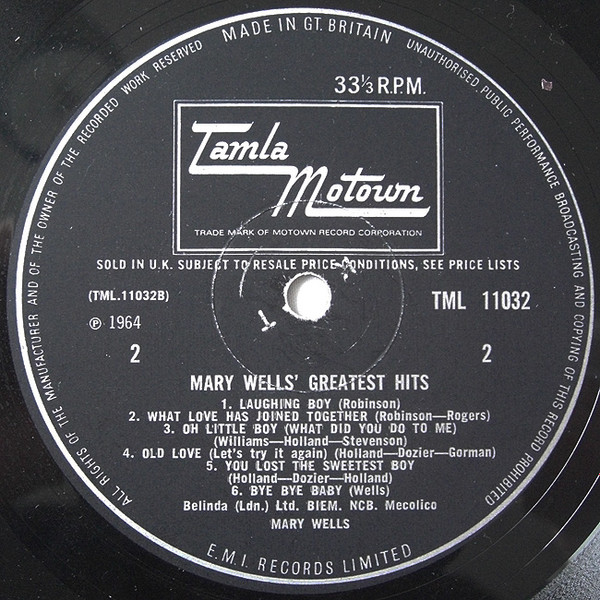 MADE IN GT. BRITAIN
UNAUTHORISED, PUBLIC PERFORMANCE BROADCASTING AND COPYING OF THIS RECORD PROHIBITED
ALL RIGHTS OF THE MANUFACTURER AND OF THE OWNER OF THE RECORDED WORK RESERVED
33⅓ R.P.M.
Tamla
Motown
TRADE MARK OF MOTOWN RECORD CORPORATION
SOLD IN U.K. SUBJECT TO RESALE PRICE CONDITIONS, SEE PRICE LISTS
(TML.11032B) TML 11032
℗ 1964
2 2
MARY WELLS' GREATEST HITS
1. LAUGHING BOY (Robinson)
2. WHAT LOVE HAS JOINED TOGETHER (Robinson—Rogers)
3. OH LITTLE BOY (WHAT DID YOU DO TO ME)
(Williams—Holland—Stevenson)
4. OLD LOVE (Let's try it again) (Holland—Dozier—Gorman)
5. YOU LOST THE SWEETEST BOY
(Holland—Dozier—Holland)
6. BYE BYE BABY (Wells)
Belinda (Ldn.) Ltd. BIEM. NCB. Mecolico
MARY WELLS
E.M.I. RECORDS LIMITED